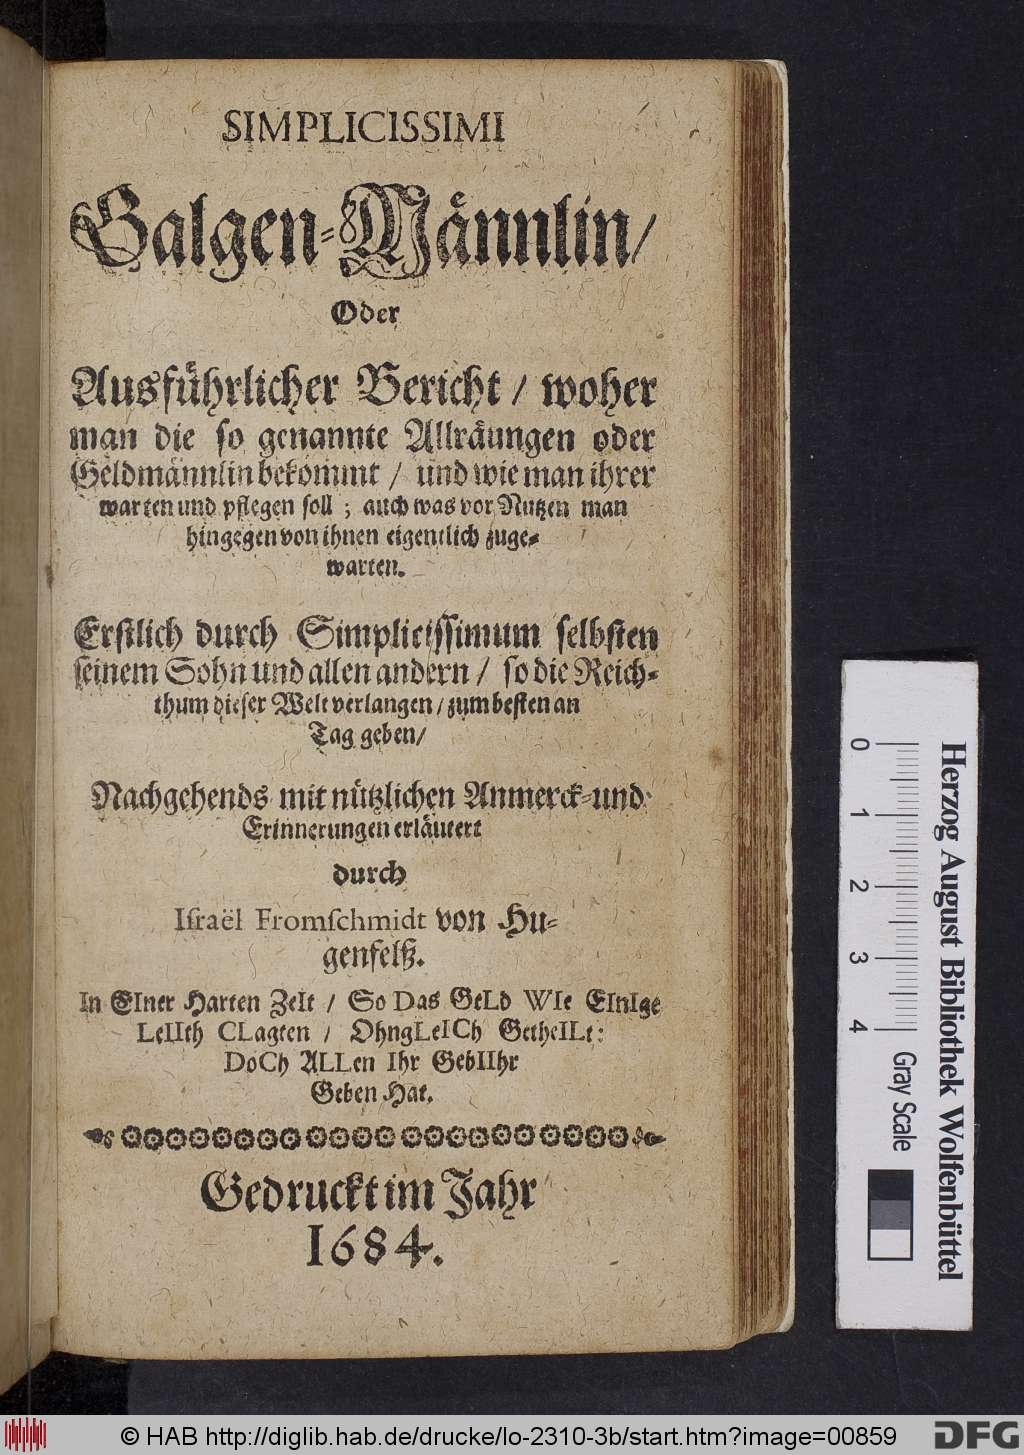 SIMPLICISSIMI
Galgen-Männlin/
Oder
Ausführlicher Bericht / woher
man die so genannte Allräungen oder
Geldmännlin bekommt / und wie man ihrer
warten und pflegen soll ; auch was vor Nutzen man
hingegen von ihnen eigentlich zuge-
warten.
Erstlich durch Simplicissimum selbsten
seinem Sohn und allen andern / so die Reich-
thum dieser Welt verlangen / zum besten an
Tag geben /
Nachgehends mit nützlichen Anmerck- und
Erinnerungen erläutert
durch
Iſraël Fromſchmidt von Hu-
genfelß.
In EIner Harten ZeIt / So Das GeLd WIe EInIge
LeIIth CLagten / OhngLeICh GetheILt:
DoCh ALLen Ihr GebIIhr
Geben Hat.
Gedruckt im Jahr
1684.
0 1 2 3 4
Herzog August Bibliothek Wolfenbüttel
Gray Scale
© HAB http://diglib.hab.de/drucke/lo-2310-3b/start.htm?image=00859
DFG